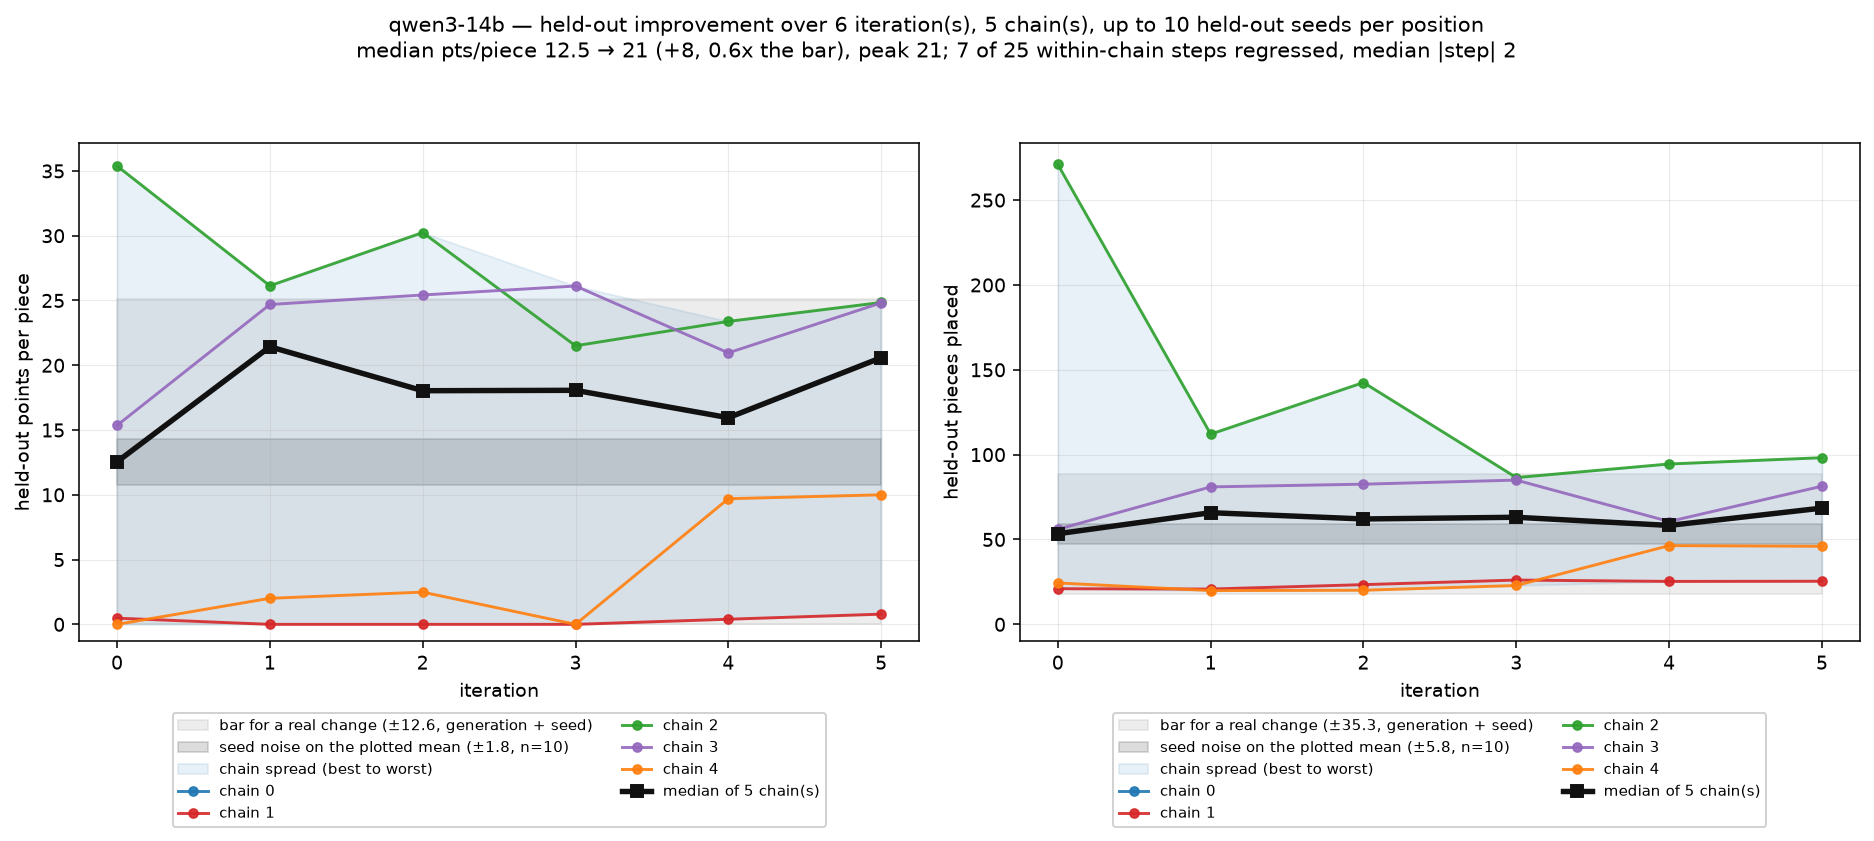 qwen3-14b — held-out improvement over 6 iteration(s), 5 chain(s), up to 10 held-out seeds per position
median pts/piece 12.5 → 21 (+8, 0.6x the bar), peak 21; 7 of 25 within-chain steps regressed, median |step| 2
held-out points per piece
35
30
25
20
15
10
5
0
0 1 2 3 4 5
iteration
bar for a real change (±12.6, generation + seed)
seed noise on the plotted mean (±1.8, n=10)
chain spread (best to worst)
chain 0
chain 1
chain 2
chain 3
chain 4
median of 5 chain(s)
held-out pieces placed
250
200
150
100
50
0
0 1 2 3 4 5
iteration
bar for a real change (±35.3, generation + seed)
seed noise on the plotted mean (±5.8, n=10)
chain spread (best to worst)
chain 0
chain 1
chain 2
chain 3
chain 4
median of 5 chain(s)